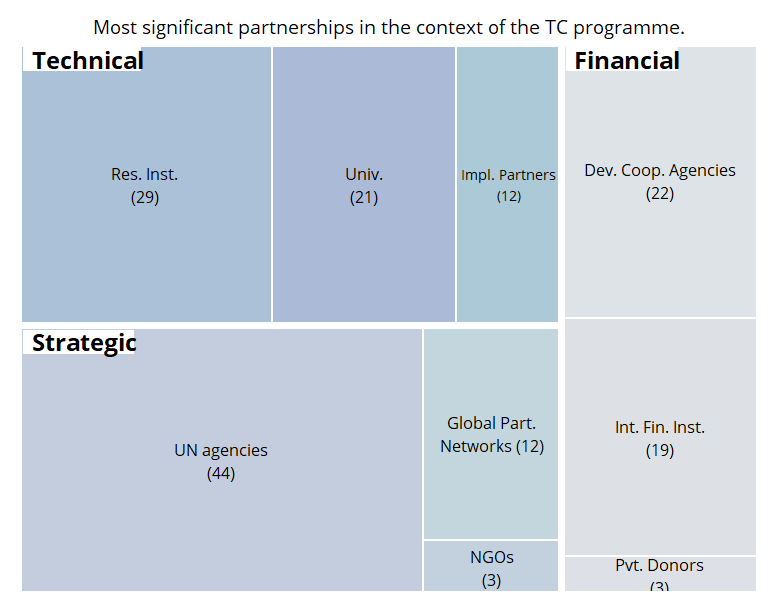 Most significant partnerships in the context of the TC programme.
Technical
Res. Inst.
(29)
Univ.
(21)
Impl. Partners
(12)
Financial
Dev. Coop. Agencies
(22)
Int. Fin. Inst.
(19)
Pvt. Donors
(3)
Strategic
UN agencies
(44)
Global Part.
Networks (12)
NGOs
(3)